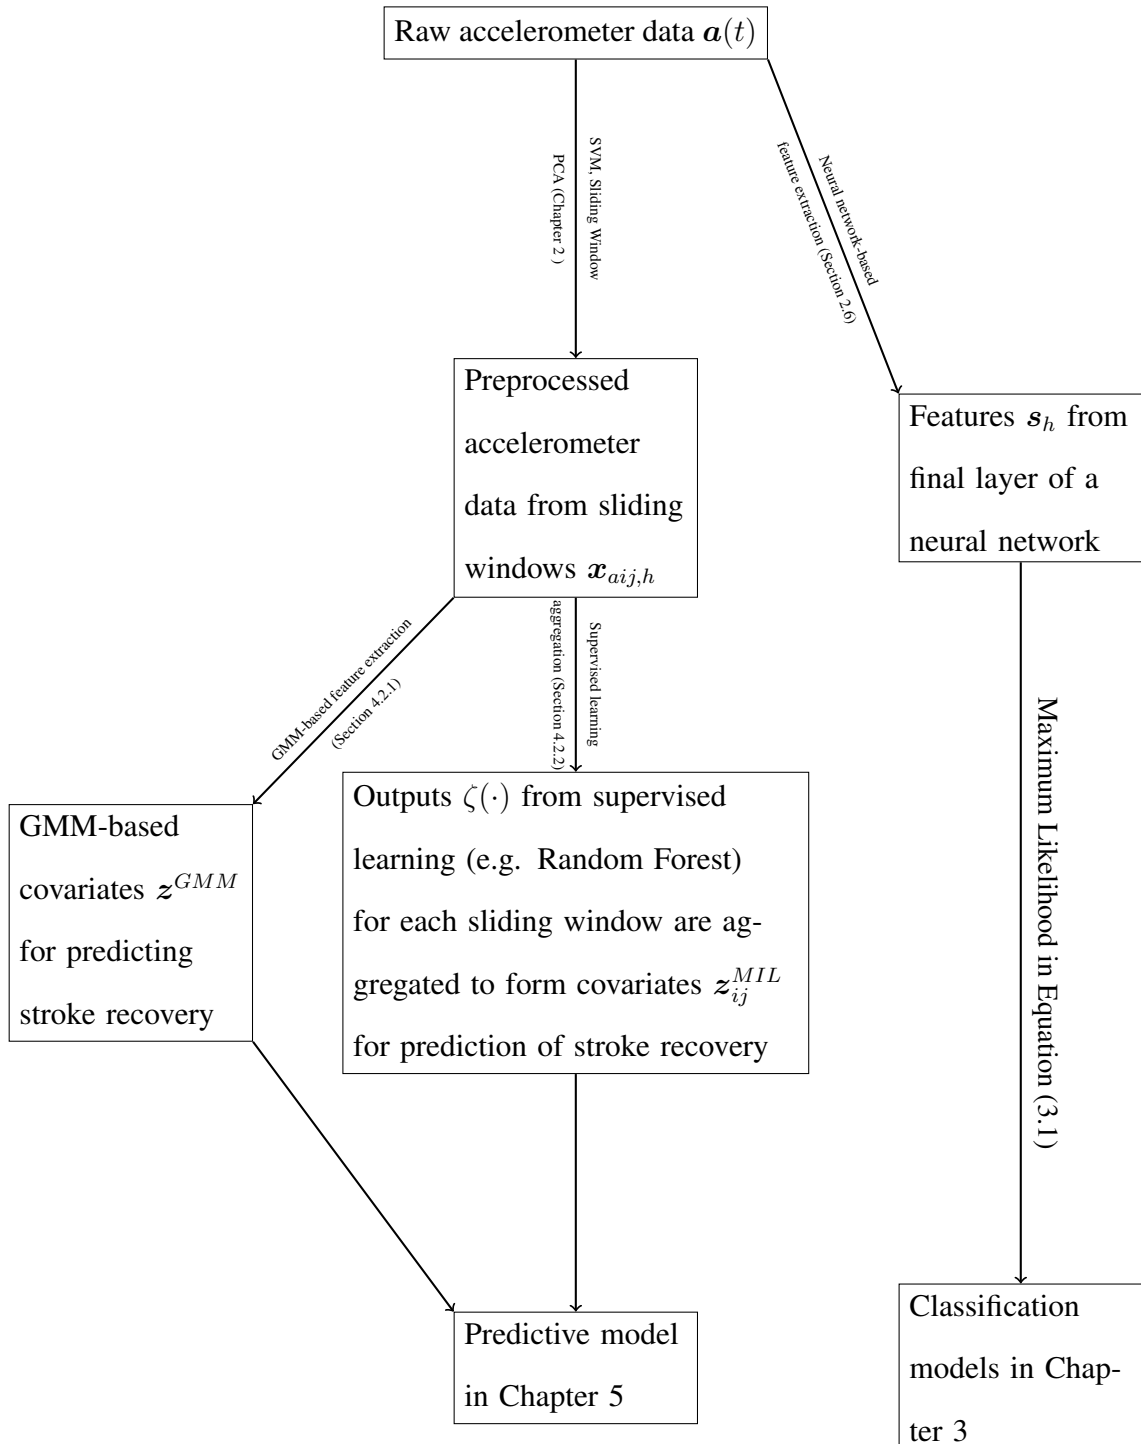 Raw accelerometer data a(t)
SVM, Sliding Window
PCA (Chapter 2 )
Neural network-based
feature extraction (Section 2.6)
Preprocessed
accelerometer
data from sliding
windows x_{aij,h}
Features s_h from
final layer of a
neural network
GMM-based feature extraction
(Section 4.2.1)
Supervised learning
aggregation (Section 4.2.2)
GMM-based
covariates z^{GMM}
for predicting
stroke recovery
Outputs ζ(·) from supervised
learning (e.g. Random Forest)
for each sliding window are ag-
gregated to form covariates z_{ij}^{MIL}
for prediction of stroke recovery
Maximum Likelihood in Equation (3.1)
Predictive model
in Chapter 5
Classification
models in Chap-
ter 3